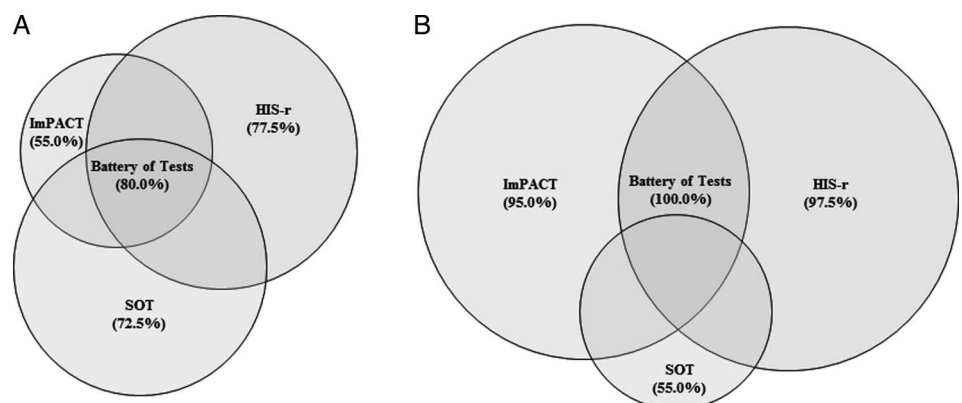 A
ImPACT
(55.0%)
HIS-r
(77.5%)
Battery of Tests
(80.0%)
SOT
(72.5%)
B
ImPACT
(95.0%)
Battery of Tests
(100.0%)
HIS-r
(97.5%)
SOT
(55.0%)